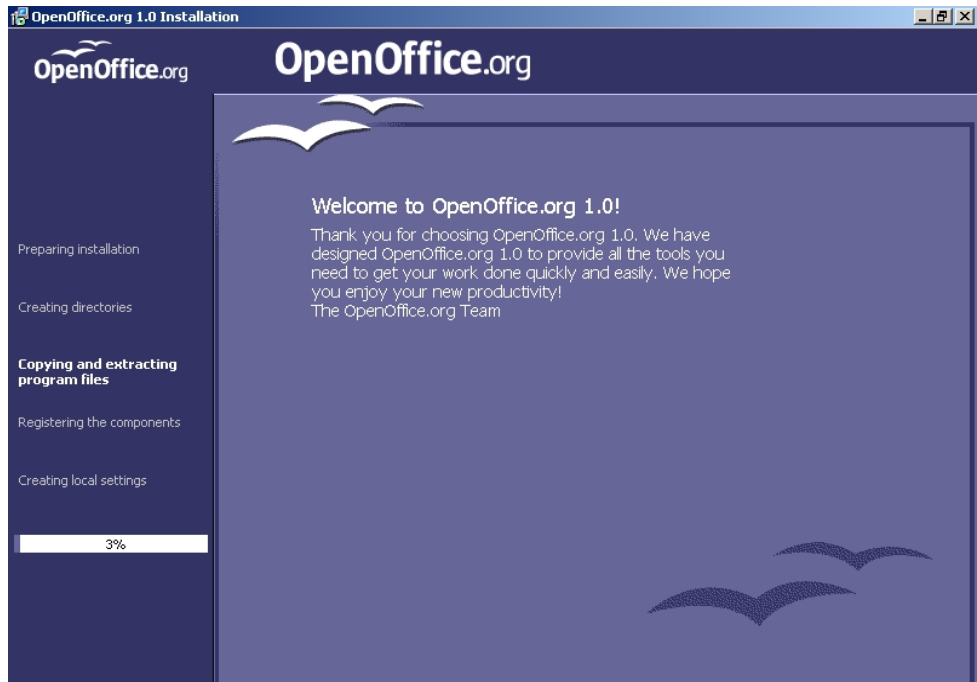 OpenOffice.org 1.0 Installation
OpenOffice.org
OpenOffice.org
Preparing installation
Creating directories
Copying and extracting
program files
Registering the components
Creating local settings
3%
Welcome to OpenOffice.org 1.0!
Thank you for choosing OpenOffice.org 1.0. We have
designed OpenOffice.org 1.0 to provide all the tools you
need to get your work done quickly and easily. We hope
you enjoy your new productivity!
The OpenOffice.org Team